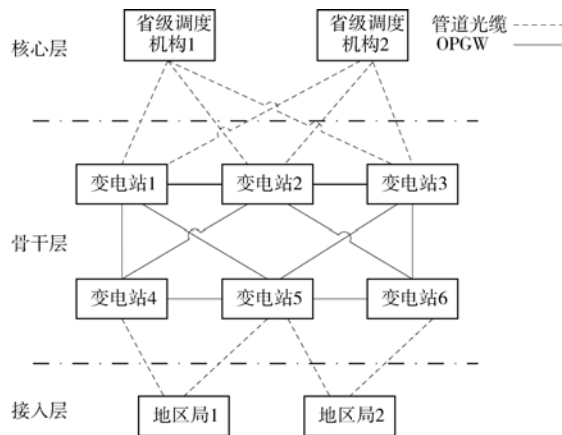 省级调度
机构1
省级调度
机构2
管道光缆
OPGW
核心层
变电站1
变电站2
变电站3
骨干层
变电站4
变电站5
变电站6
接入层
地区局1
地区局2